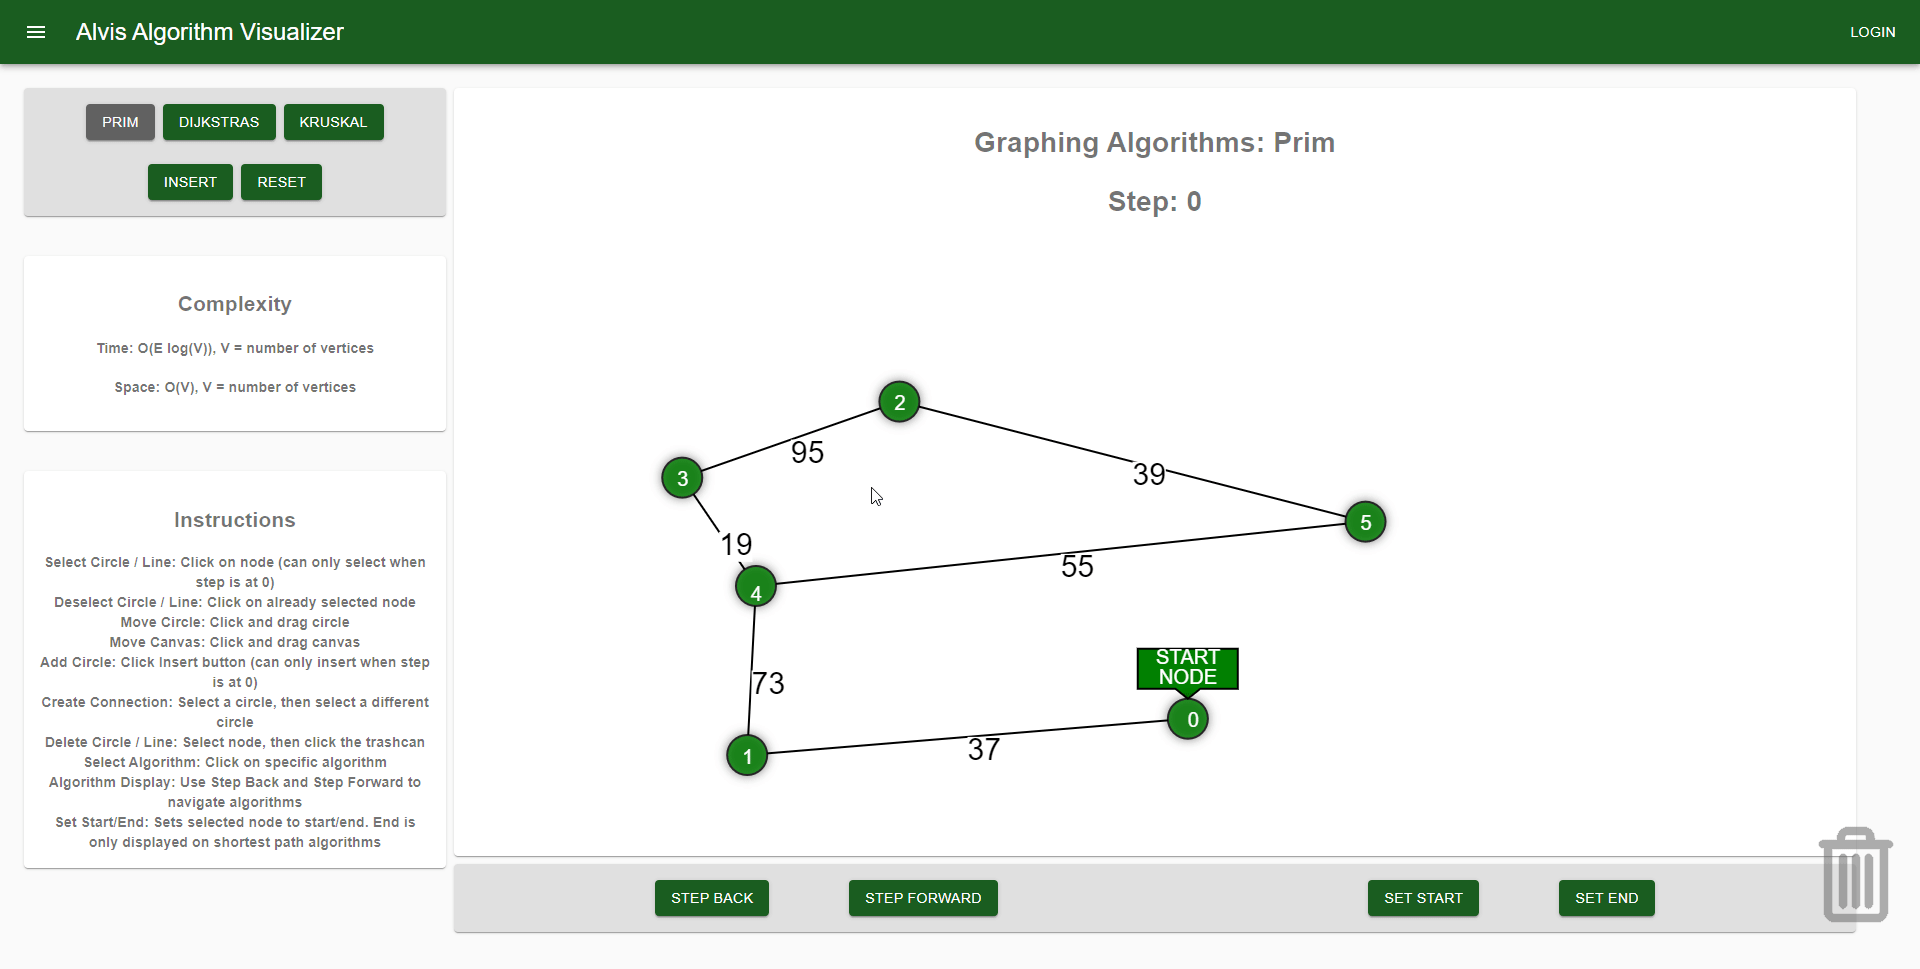 Alvis Algorithm Visualizer
LOGIN
PRIM
DIJKSTRAS
KRUSKAL
INSERT
RESET
Complexity
Time: O(E log(V)), V = number of vertices
Space: O(V), V = number of vertices
Instructions
Select Circle / Line: Click on node (can only select when
step is at 0)
Deselect Circle / Line: Click on already selected node
Move Circle: Click and drag circle
Move Canvas: Click and drag canvas
Add Circle: Click Insert button (can only insert when step
is at 0)
Create Connection: Select a circle, then select a different
circle
Delete Circle / Line: Select node, then click the trashcan
Select Algorithm: Click on specific algorithm
Algorithm Display: Use Step Back and Step Forward to
navigate algorithms
Set Start/End: Sets selected node to start/end. End is
only displayed on shortest path algorithms
Graphing Algorithms: Prim
Step: 0
2
95
39
3
5
19
55
4
START
NODE
73
0
37
1
STEP BACK
STEP FORWARD
SET START
SET END